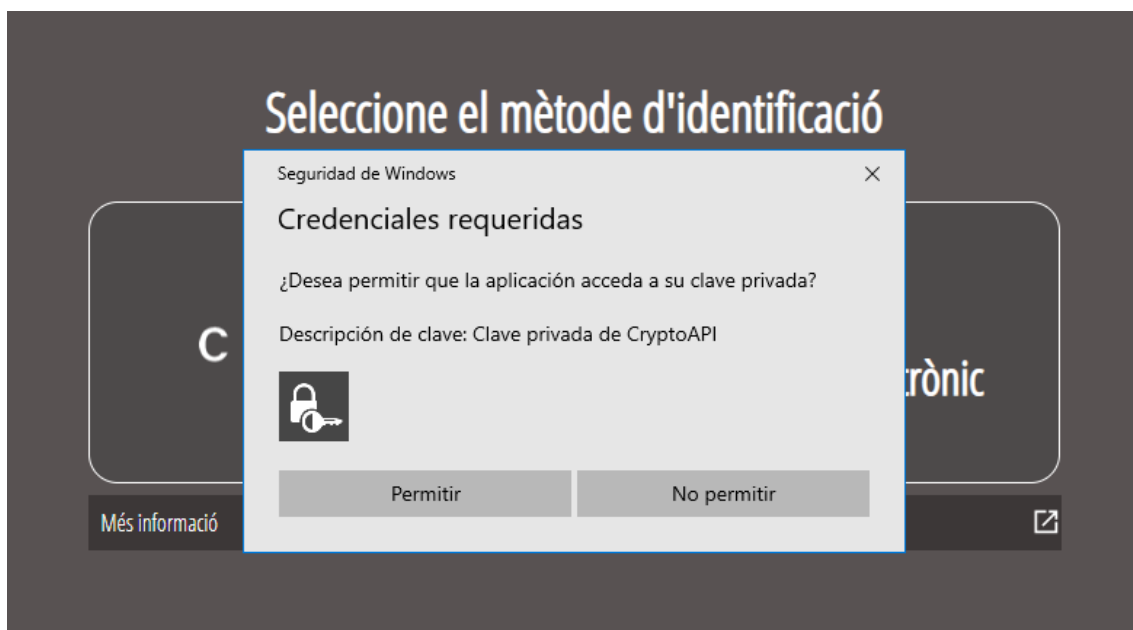 Seleccione el mètode d'identificació
Seguridad de Windows
Credenciales requeridas
¿Desea permitir que la aplicación acceda a su clave privada?
Descripción de clave: Clave privada de CryptoAPI
C
trònic
Permitir
No permitir
Més informació